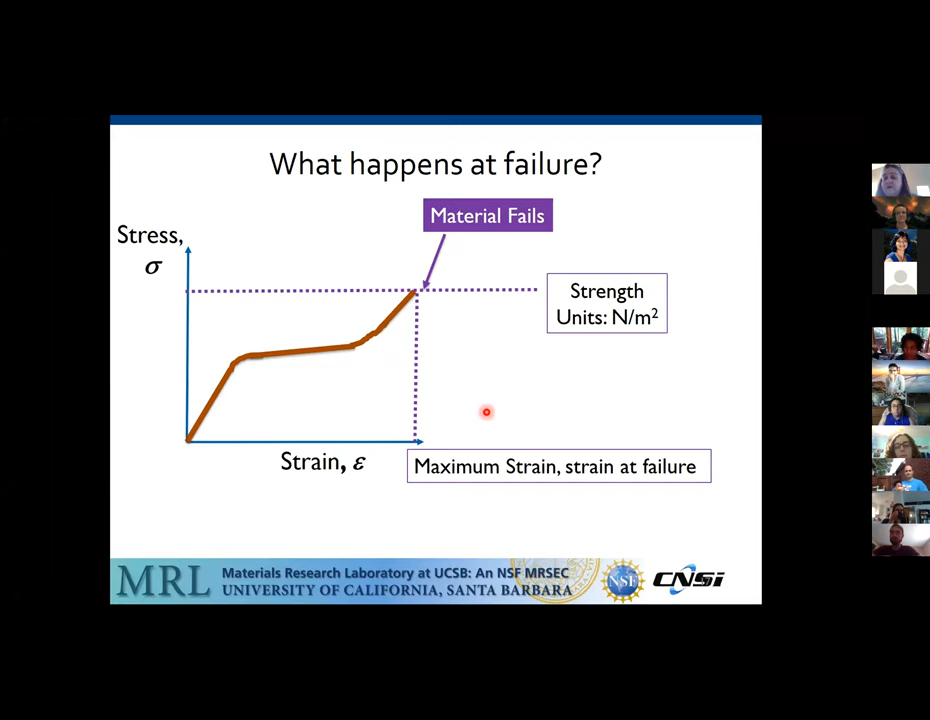 What happens at failure?
Material Fails
Stress,
σ
Strength
Units: N/m²
Strain, ε
Maximum Strain, strain at failure
MRL
Materials Research Laboratory at UCSB: An NSF MRSEC
UNIVERSITY OF CALIFORNIA, SANTA BARBARA
NSF
CNSi